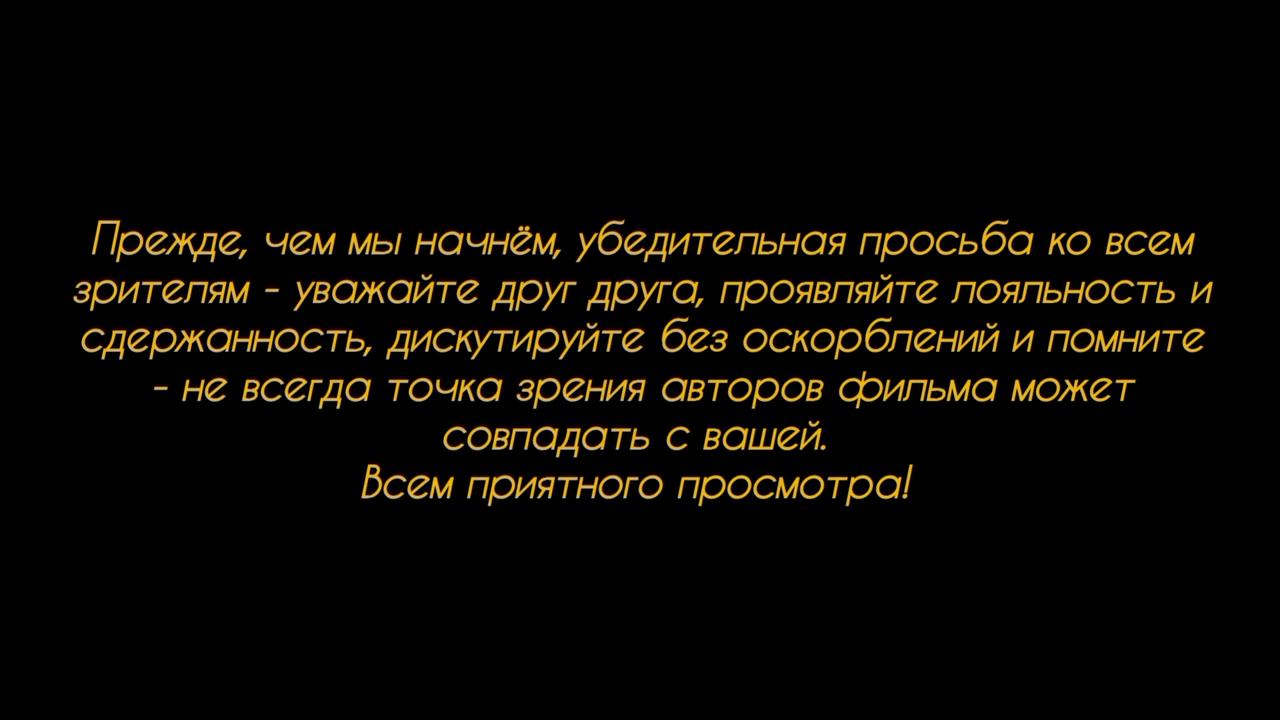 Прежде, чем мы начнём, убедительная просьба ко всем
зрителям - уважайте друг друга, проявляйте лояльность и
сдержанность, дискутируйте без оскорблений и помните
- не всегда точка зрения авторов фильма может
совпадать с вашей.
Всем приятного просмотра!